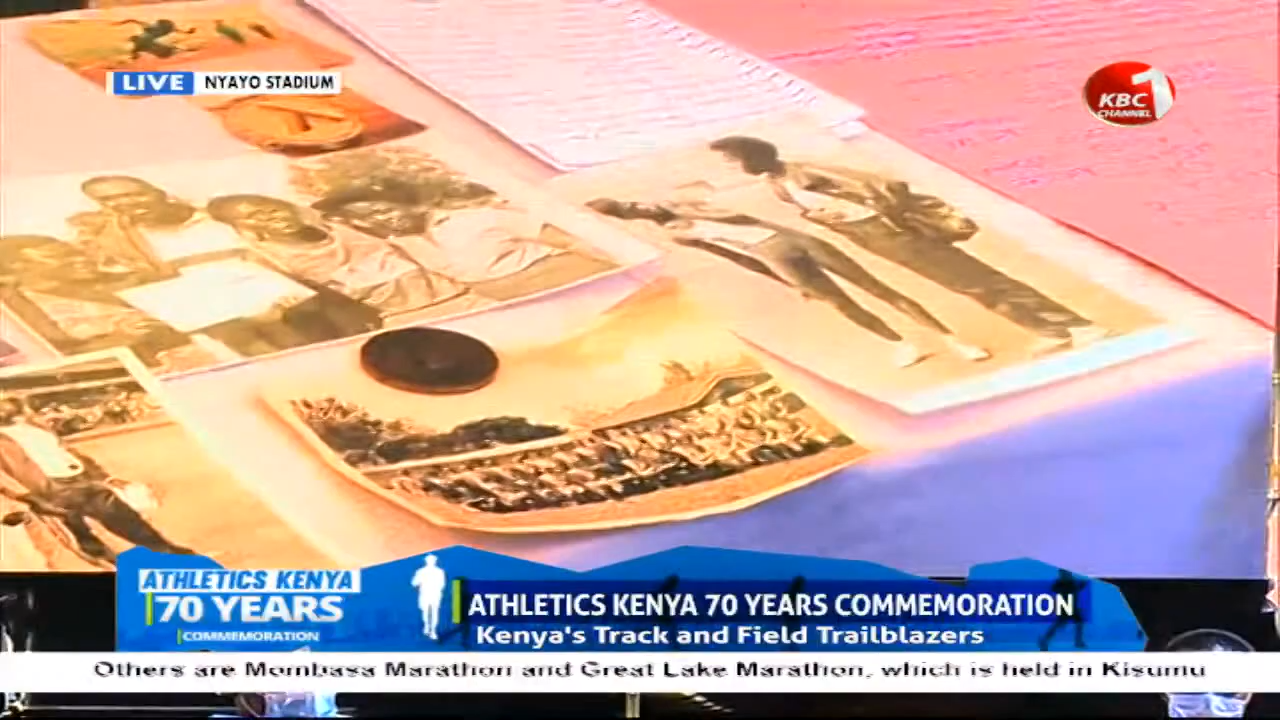 LIVE NYAYO STADIUM
KBC 1
CHANNEL
ATHLETICS KENYA
70 YEARS
COMMEMORATION
ATHLETICS KENYA 70 YEARS COMMEMORATION
Kenya's Track and Field Trailblazers
Others are Mombasa Marathon and Great Lake Marathon, which is held in Kisumu